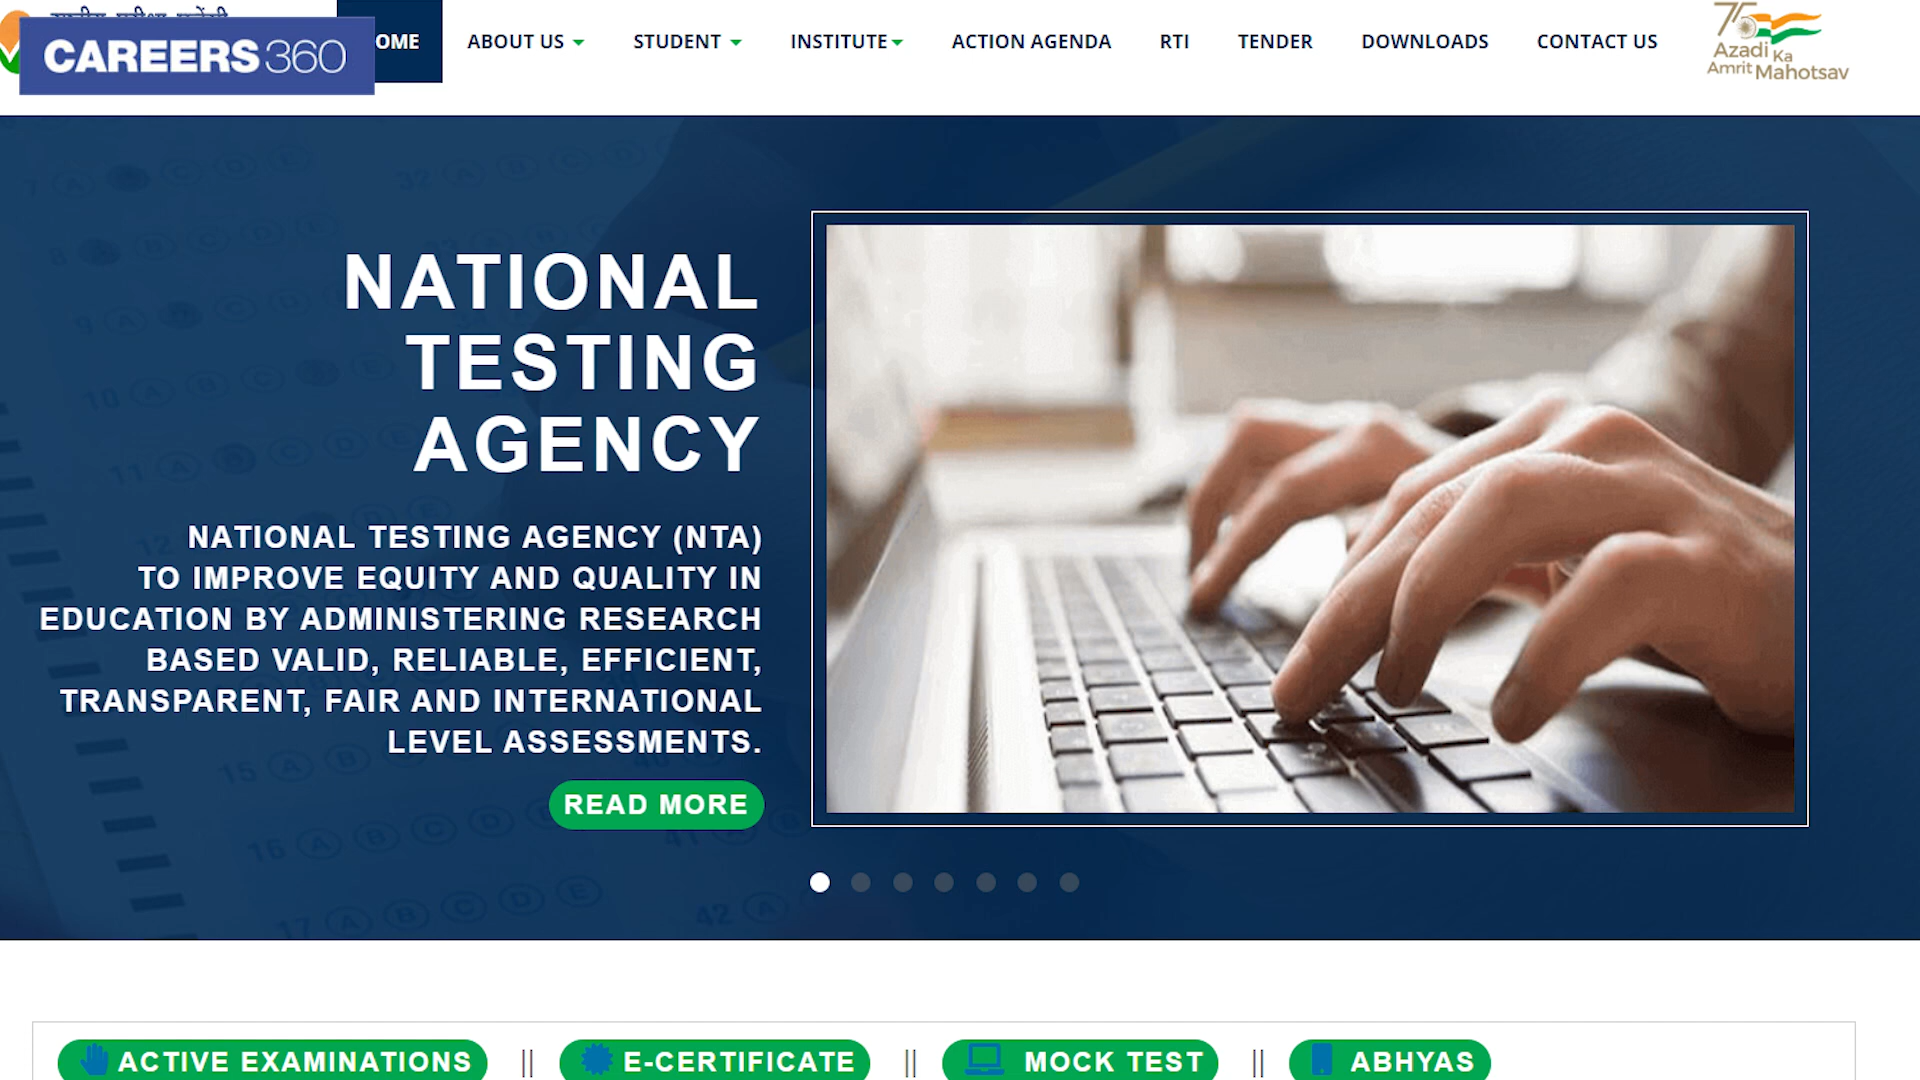 राष्ट्रीय परीक्षा एजेंसी
CAREERS360
OME
ABOUT US
STUDENT
INSTITUTE
ACTION AGENDA
RTI
TENDER
DOWNLOADS
CONTACT US
75
Azadi Ka
Amrit Mahotsav
NATIONAL
TESTING
AGENCY
NATIONAL TESTING AGENCY (NTA)
TO IMPROVE EQUITY AND QUALITY IN
EDUCATION BY ADMINISTERING RESEARCH
BASED VALID, RELIABLE, EFFICIENT,
TRANSPARENT, FAIR AND INTERNATIONAL
LEVEL ASSESSMENTS.
READ MORE
ACTIVE EXAMINATIONS || E-CERTIFICATE || MOCK TEST || ABHYAS